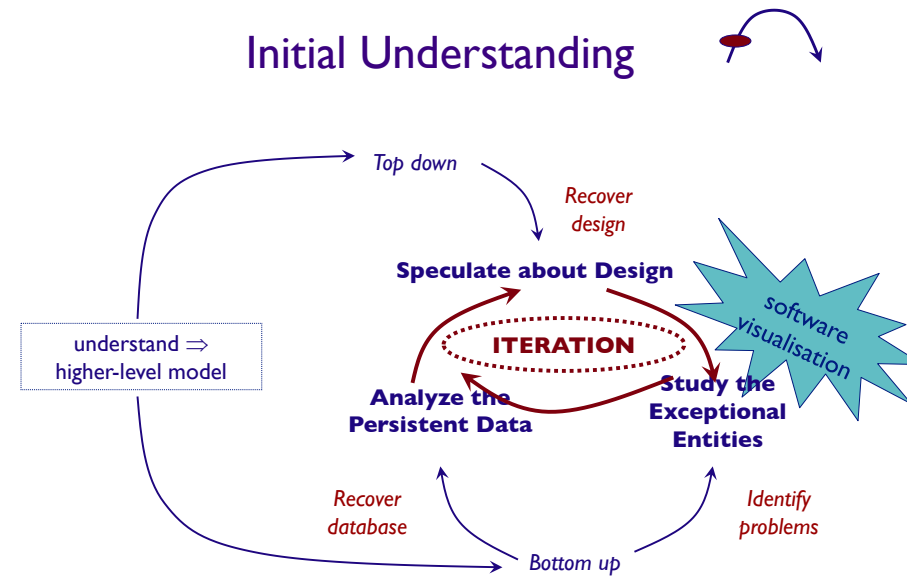 Initial Understanding
Top down
Recover
design
Speculate about Design
software
visualisation
understand ⇒
higher-level model
ITERATION
Analyze the
Persistent Data
Study the
Exceptional
Entities
Recover
database
Identify
problems
Bottom up